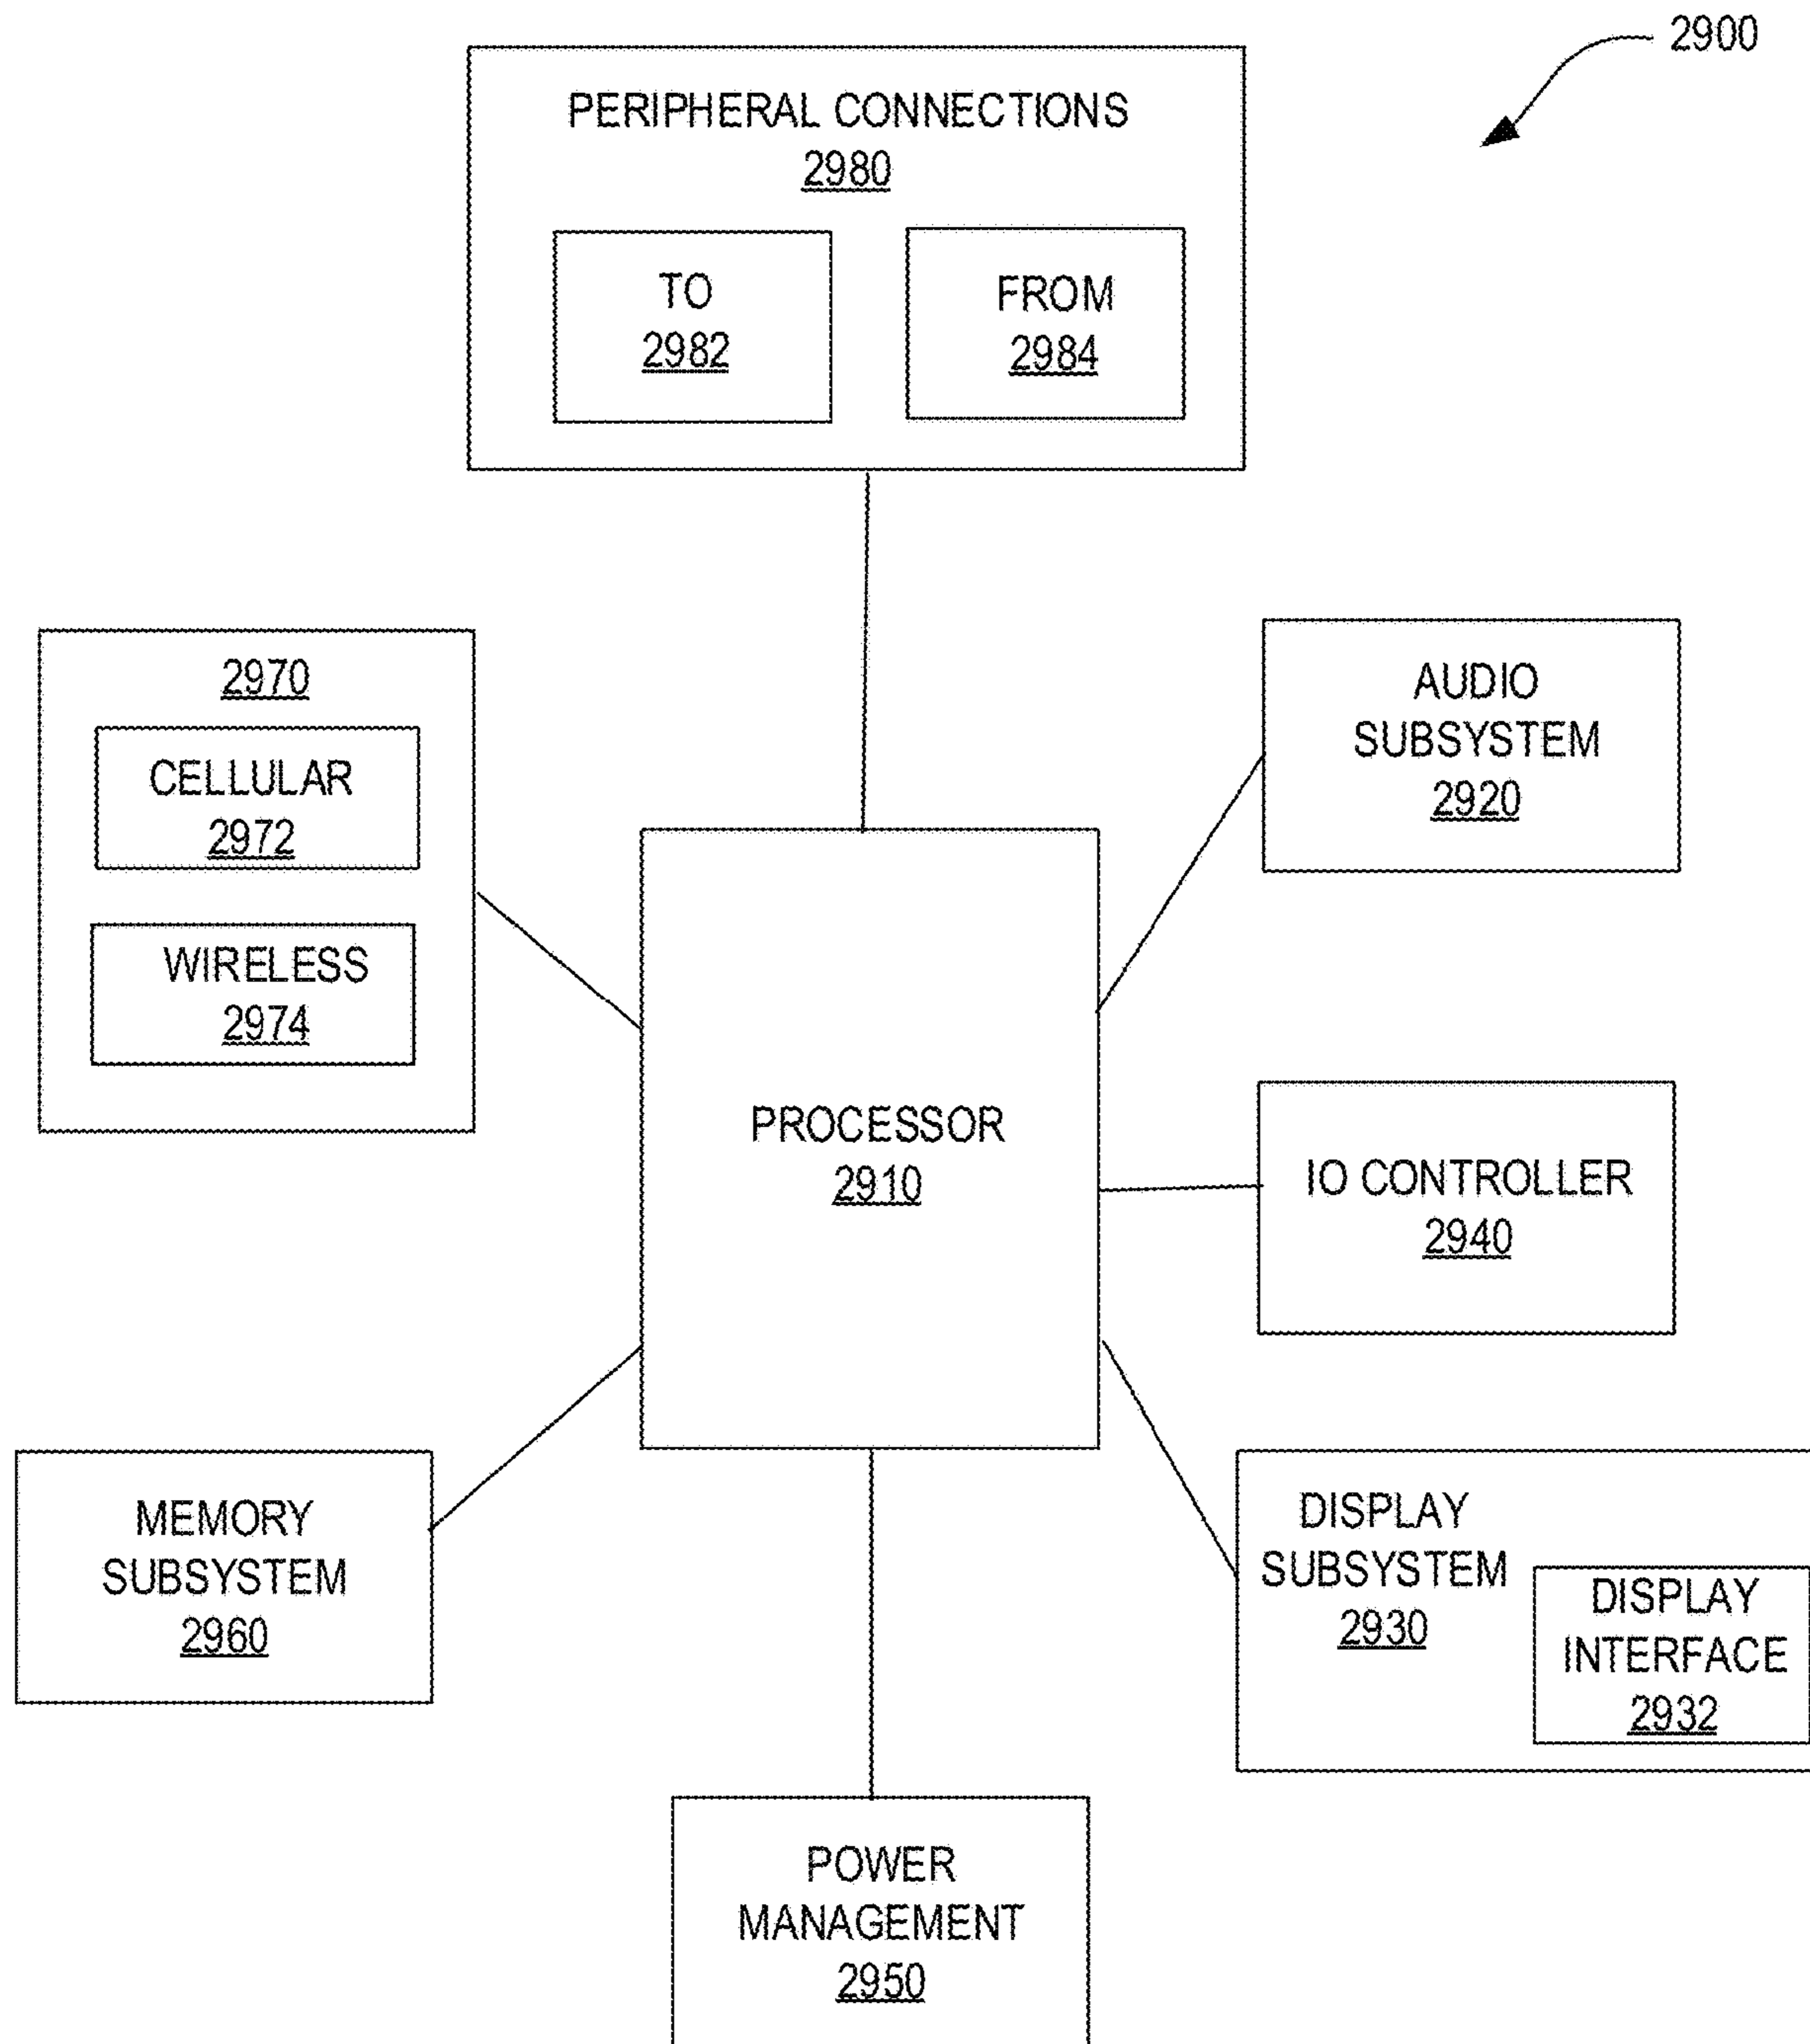 2900
PERIPHERAL CONNECTIONS
2980
TO
2982
FROM
2984
2970
CELLULAR
2972
WIRELESS
2974
AUDIO
SUBSYSTEM
2920
PROCESSOR
2910
IO CONTROLLER
2940
MEMORY
SUBSYSTEM
2960
DISPLAY
SUBSYSTEM
2930
DISPLAY
INTERFACE
2932
POWER
MANAGEMENT
2950